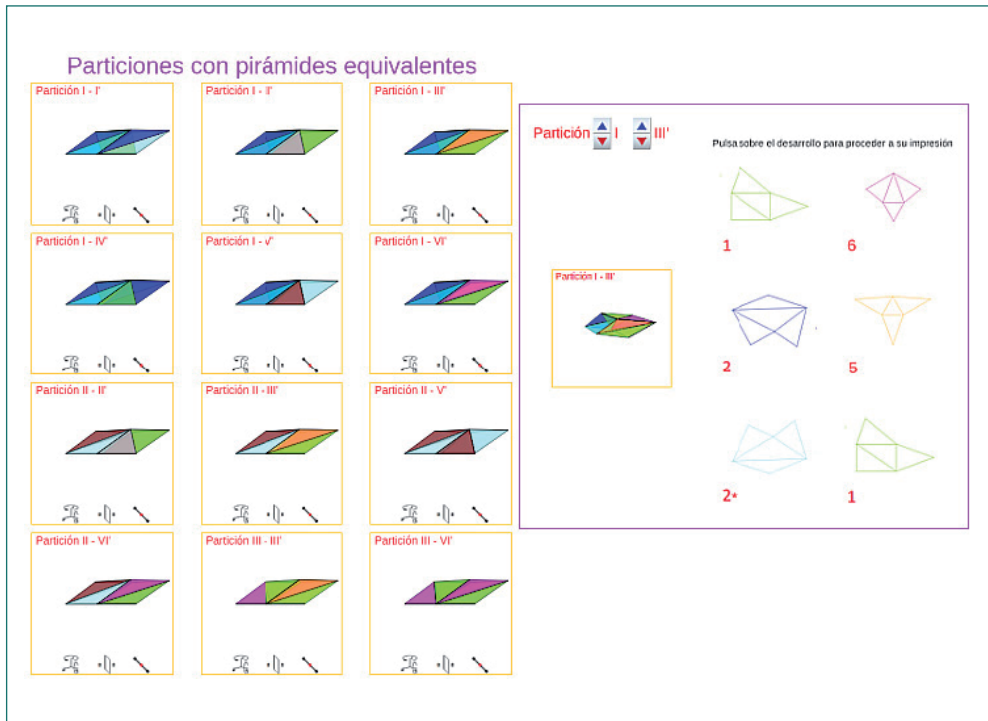 Particiones con pirámides equivalentes
Partición I - I'
Partición I - II'
Partición I - III'
Partición I - IV'
Partición I - V'
Partición I - VI'
Partición II - II'
Partición II - III'
Partición II - V'
Partición II - VI'
Partición III - III'
Partición III - VI'
Partición I III'
Pulsa sobre el desarrollo para proceder a su impresión
Partición I - III'
1
6
2
5
2*
1